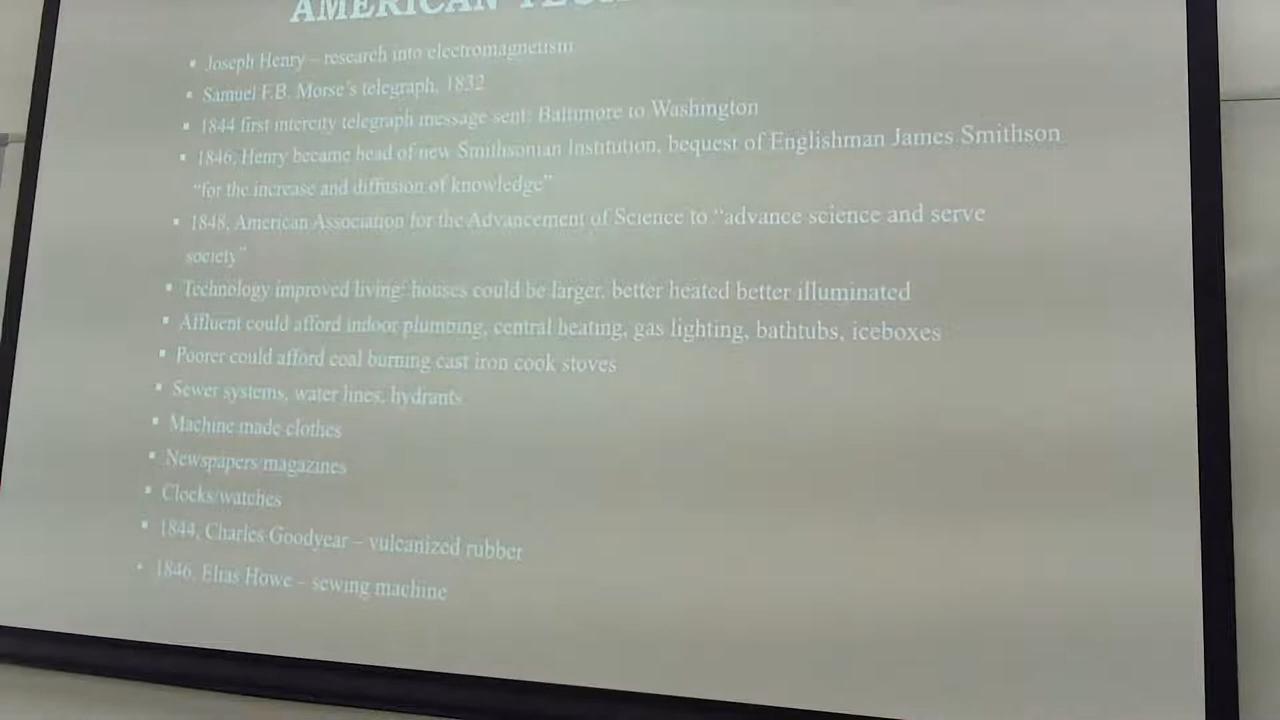 AMERICAN
▪ Joseph Henry – research into electromagnetism
▪ Samuel F.B. Morse's telegraph, 1832
▪ 1844 first intercity telegraph message sent: Baltimore to Washington
▪ 1846, Henry became head of new Smithsonian Institution, bequest of Englishman James Smithson
“for the increase and diffusion of knowledge”
▪ 1848, American Association for the Advancement of Science to “advance science and serve
society”
▪ Technology improved living: houses could be larger, better heated better illuminated
▪ Affluent could afford indoor plumbing, central heating, gas lighting, bathtubs, iceboxes
▪ Poorer could afford coal burning cast iron cook stoves
▪ Sewer systems, water lines, hydrants
▪ Machine made clothes
▪ Newspapers/magazines
▪ Clocks/watches
▪ 1844, Charles Goodyear – vulcanized rubber
▪ 1846, Elias Howe – sewing machine